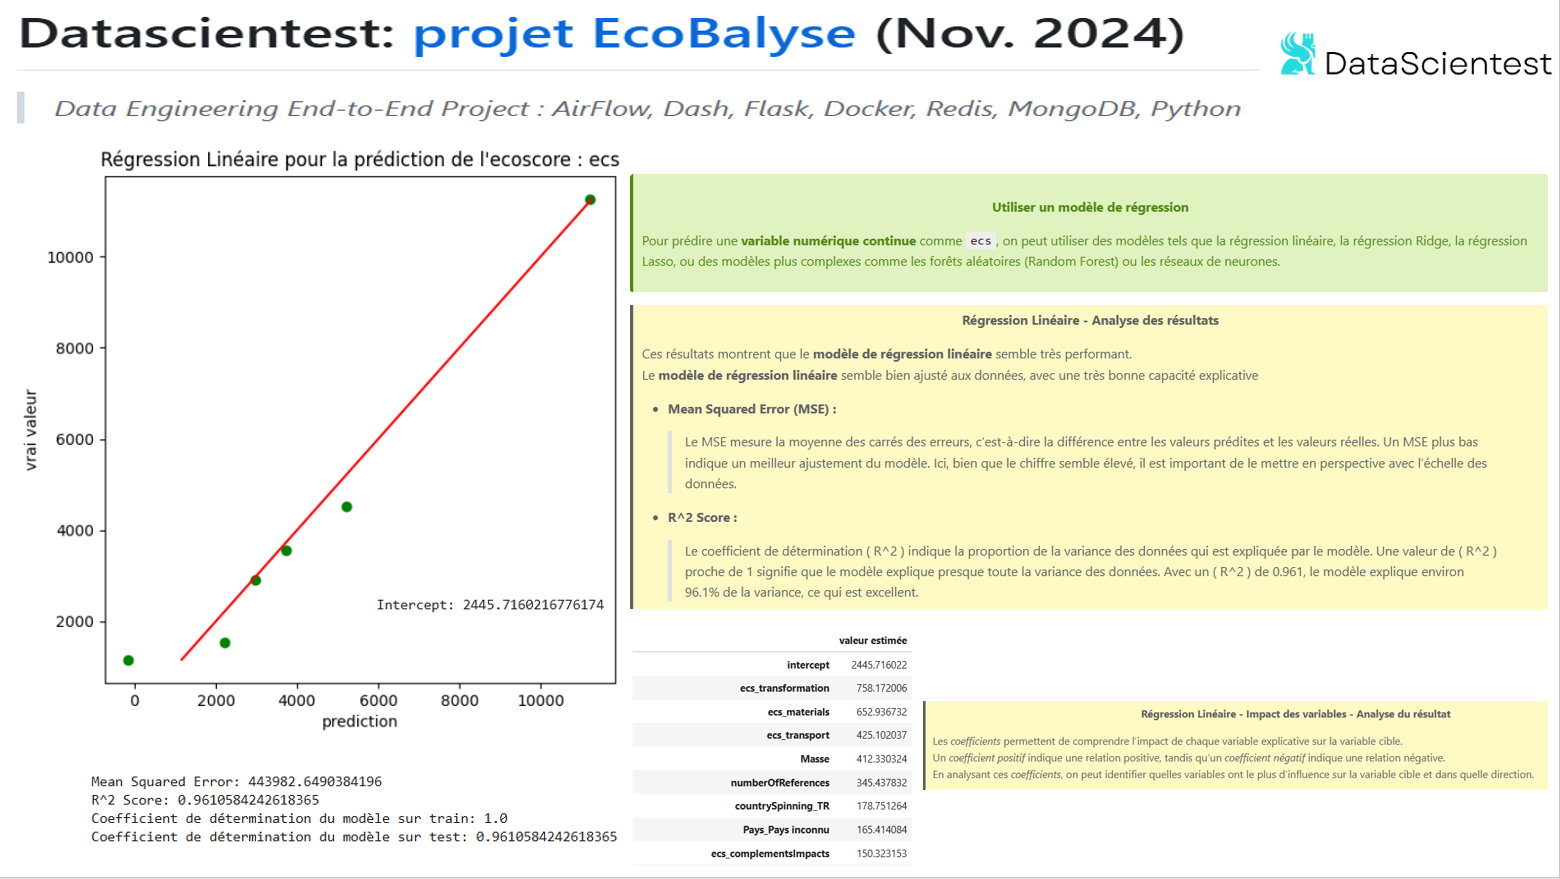 Datascientest: projet EcoBalyse (Nov. 2024)
DataScientest
Data Engineering End-to-End Project : AirFlow, Dash, Flask, Docker, Redis, MongoDB, Python
Régression Linéaire pour la prédiction de l'ecoscore : ecs
10000
8000
6000
4000
2000
vrai valeur
Intercept: 2445.7160216776174
0 2000 4000 6000 8000 10000
prediction
Mean Squared Error: 443982.6490384196
R^2 Score: 0.9610584242618365
Coefficient de détermination du modèle sur train: 1.0
Coefficient de détermination du modèle sur test: 0.9610584242618365
Utiliser un modèle de régression
Pour prédire une variable numérique continue comme ecs, on peut utiliser des modèles tels que la régression linéaire, la régression Ridge, la régression
Lasso, ou des modèles plus complexes comme les forêts aléatoires (Random Forest) ou les réseaux de neurones.
Régression Linéaire - Analyse des résultats
Ces résultats montrent que le modèle de régression linéaire semble très performant.
Le modèle de régression linéaire semble bien ajusté aux données, avec une très bonne capacité explicative
• Mean Squared Error (MSE) :
Le MSE mesure la moyenne des carrés des erreurs, c'est-à-dire la différence entre les valeurs prédites et les valeurs réelles. Un MSE plus bas
indique un meilleur ajustement du modèle. Ici, bien que le chiffre semble élevé, il est important de le mettre en perspective avec l'échelle des
données.
• R^2 Score :
Le coefficient de détermination ( R^2 ) indique la proportion de la variance des données qui est expliquée par le modèle. Une valeur de ( R^2 )
proche de 1 signifie que le modèle explique presque toute la variance des données. Avec un ( R^2 ) de 0.961, le modèle explique environ
96.1% de la variance, ce qui est excellent.
valeur estimée
intercept 2445.716022
ecs_transformation 758.172006
ecs_materials 652.936732
ecs_transport 425.102037
Masse 412.330324
numberOfReferences 345.437832
countrySpinning_TR 178.751264
Pays_Pays inconnu 165.414084
ecs_complementsImpacts 150.323153
Régression Linéaire - Impact des variables - Analyse du résultat
Les coefficients permettent de comprendre l'impact de chaque variable explicative sur la variable cible.
Un coefficient positif indique une relation positive, tandis qu'un coefficient négatif indique une relation négative.
En analysant ces coefficients, on peut identifier quelles variables ont le plus d'influence sur la variable cible et dans quelle direction.